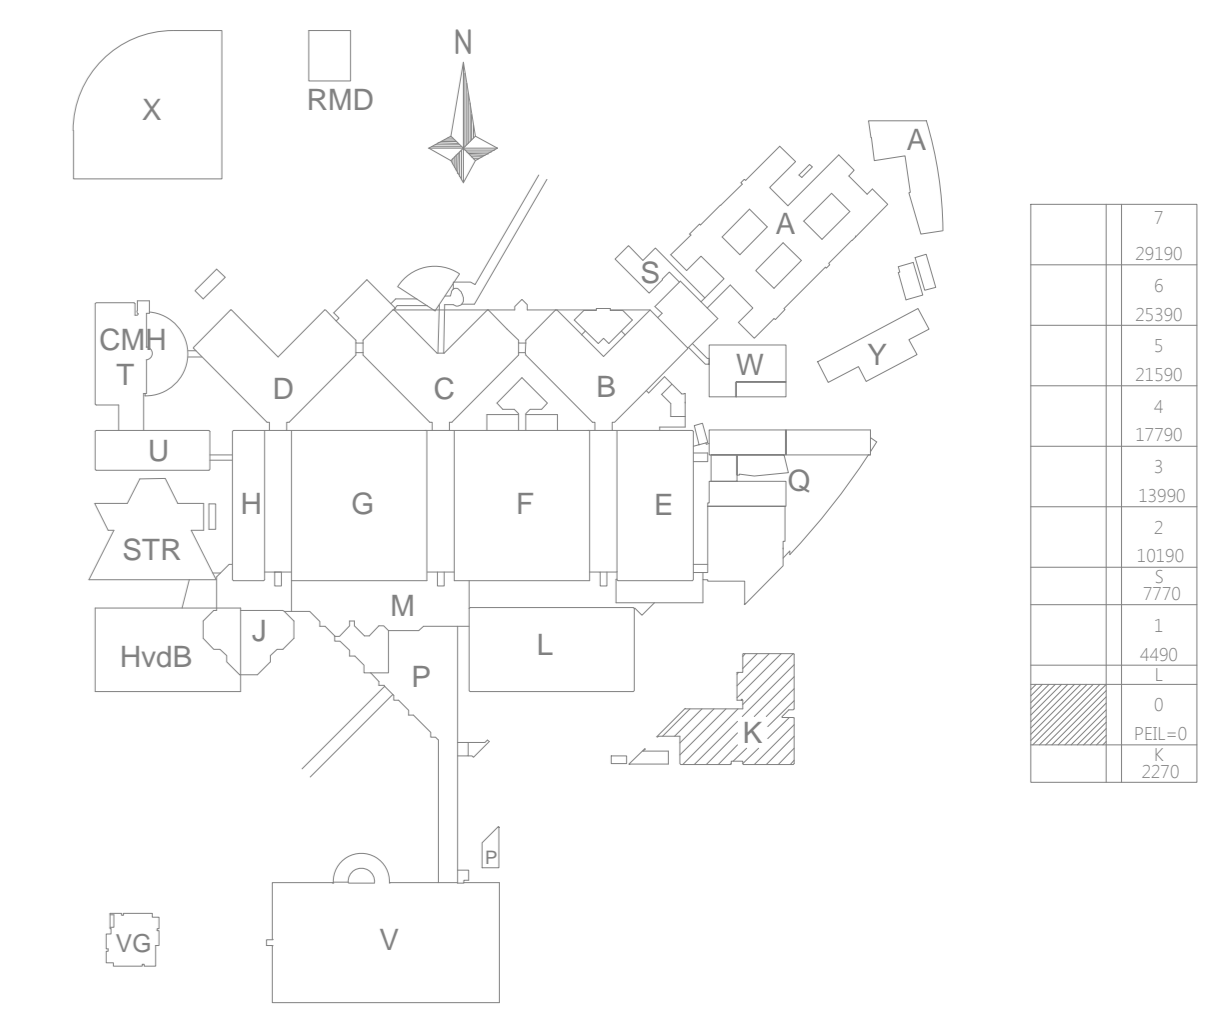 N
X
RMD
A
A
S
CMH
T
D
C
B
W
Y
U
H
G
F
E
Q
STR
M
J
HvdB
L
P
K
P
V
VG
7
29190
6
25390
5
21590
4
17790
3
13990
2
10190
S
7770
1
4490
L
0
PEIL=0
K
2270